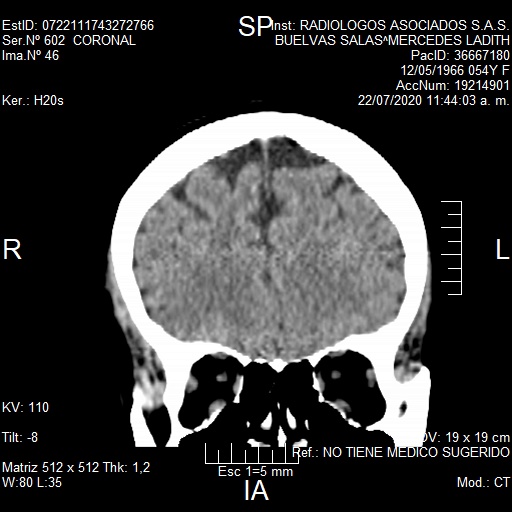 EstID: 0722111743272766
Ser.Nº 602 CORONAL
Ima.Nº 46
Ker.: H20s
SP
Inst: RADIOLOGOS ASOCIADOS S.A.S.
BUELVAS SALAS^MERCEDES LADITH
PacID: 36667180
12/05/1966 054Y F
AccNum: 19214901
22/07/2020 11:44:03 a. m.
R
L
KV: 110
Tilt: -8
Matriz 512 x 512 Thk: 1,2
W:80 L:35
Esc 1=5 mm
IA
OV: 19 x 19 cm
Ref.: NO TIENE MEDICO SUGERIDO
Mod.: CT